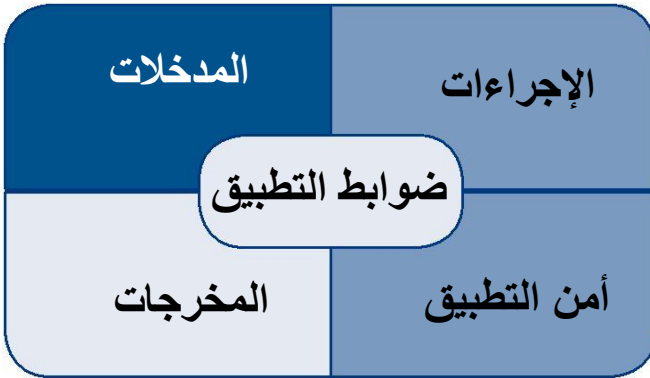 المدخلات
الإجراءات
ضوابط التطبيق
المخرجات
أمن التطبيق